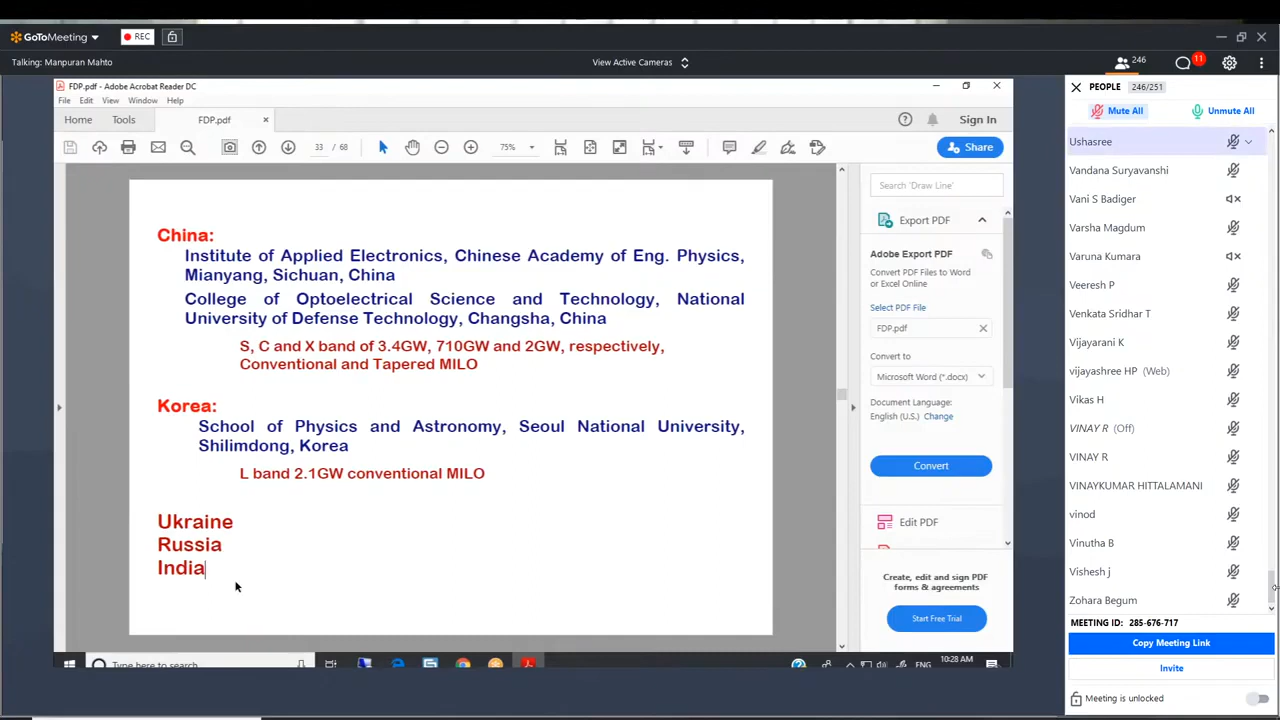 GoToMeeting
REC
Talking: Manpuran Mahto
View Active Cameras
246
11
FDP.pdf - Adobe Acrobat Reader DC
File Edit View Window Help
Home Tools FDP.pdf
Sign In
33 / 68
75%
Share
China:
Institute of Applied Electronics, Chinese Academy of Eng. Physics,
Mianyang, Sichuan, China
College of Optoelectrical Science and Technology, National
University of Defense Technology, Changsha, China
S, C and X band of 3.4GW, 710GW and 2GW, respectively,
Conventional and Tapered MILO
Korea:
School of Physics and Astronomy, Seoul National University,
Shilimdong, Korea
L band 2.1GW conventional MILO
Ukraine
Russia
India
Search 'Draw Line'
Export PDF
Adobe Export PDF
Convert PDF Files to Word
or Excel Online
Select PDF File
FDP.pdf
Convert to
Microsoft Word (*.docx)
Document Language:
English (U.S.) Change
Convert
Edit PDF
Create, edit and sign PDF
forms & agreements
Start Free Trial
Type here to search
ENG
10:28 AM
PEOPLE 246/251
Mute All
Unmute All
Ushasree
Vandana Suryavanshi
Vani S Badiger
Varsha Magdum
Varuna Kumara
Veeresh P
Venkata Sridhar T
Vijayarani K
vijayashree HP (Web)
Vikas H
VINAY R (Off)
VINAY R
VINAYKUMAR HITTALAMANI
vinod
Vinutha B
Vishesh j
Zohara Begum
MEETING ID: 285-676-717
Copy Meeting Link
Invite
Meeting is unlocked